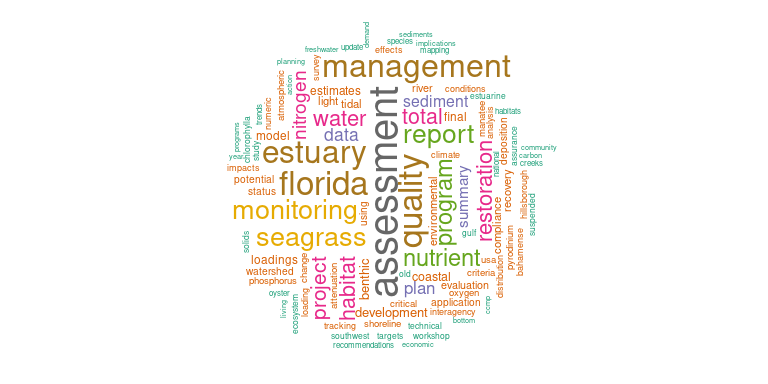 demand
sediments
species
implications
freshwater
update
effects
mapping
planning
survey
management
action
atmospheric
nitrogen
estimates
river
conditions
light
tidal
sediment
estuarine
numeric
trends
water
total
final
manatee
analysis
habitats
programs
chlorophyll
model
data
report
deposition
assurance
year
study
estuary
assessment
quality
climate
restoration
national
community
carbon
creeks
impacts
potential
status
florida
program
summary
environmental
recovery
hillsborough
monitoring
using
compliance
suspended
solids
seagrass
gulf
pyrodinium
bahamense
loadings
change
nutrient
usa
watershed
phosphorus
project
attenuation
habitat
benthic
old
coastal
criteria
distribution
plan
evaluation
oxygen
oyster
living
ecosystem
loading
critical
application
ccmp
development
interagency
bottom
tracking
shoreline
technical
southwest
targets
workshop
recommendations
economic